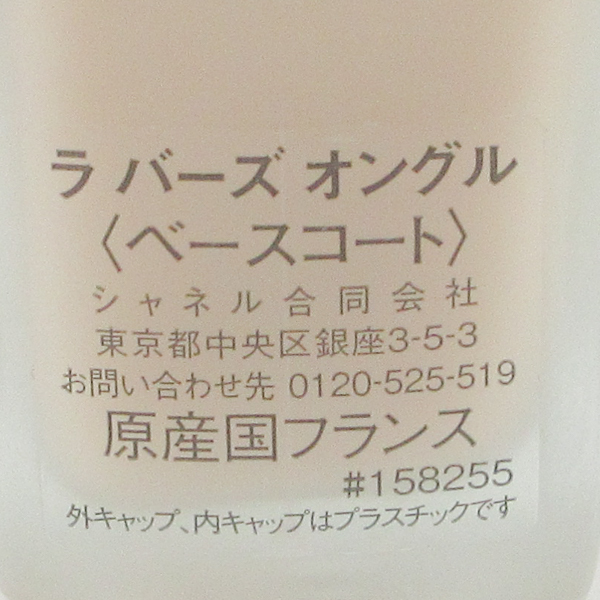 ラ バーズ オングル
〈ベースコート〉
シャネル合同会社
東京都中央区銀座3-5-3
お問い合わせ先 0120-525-519
原産国フランス
#158255
外キャップ、内キャップはプラスチックです